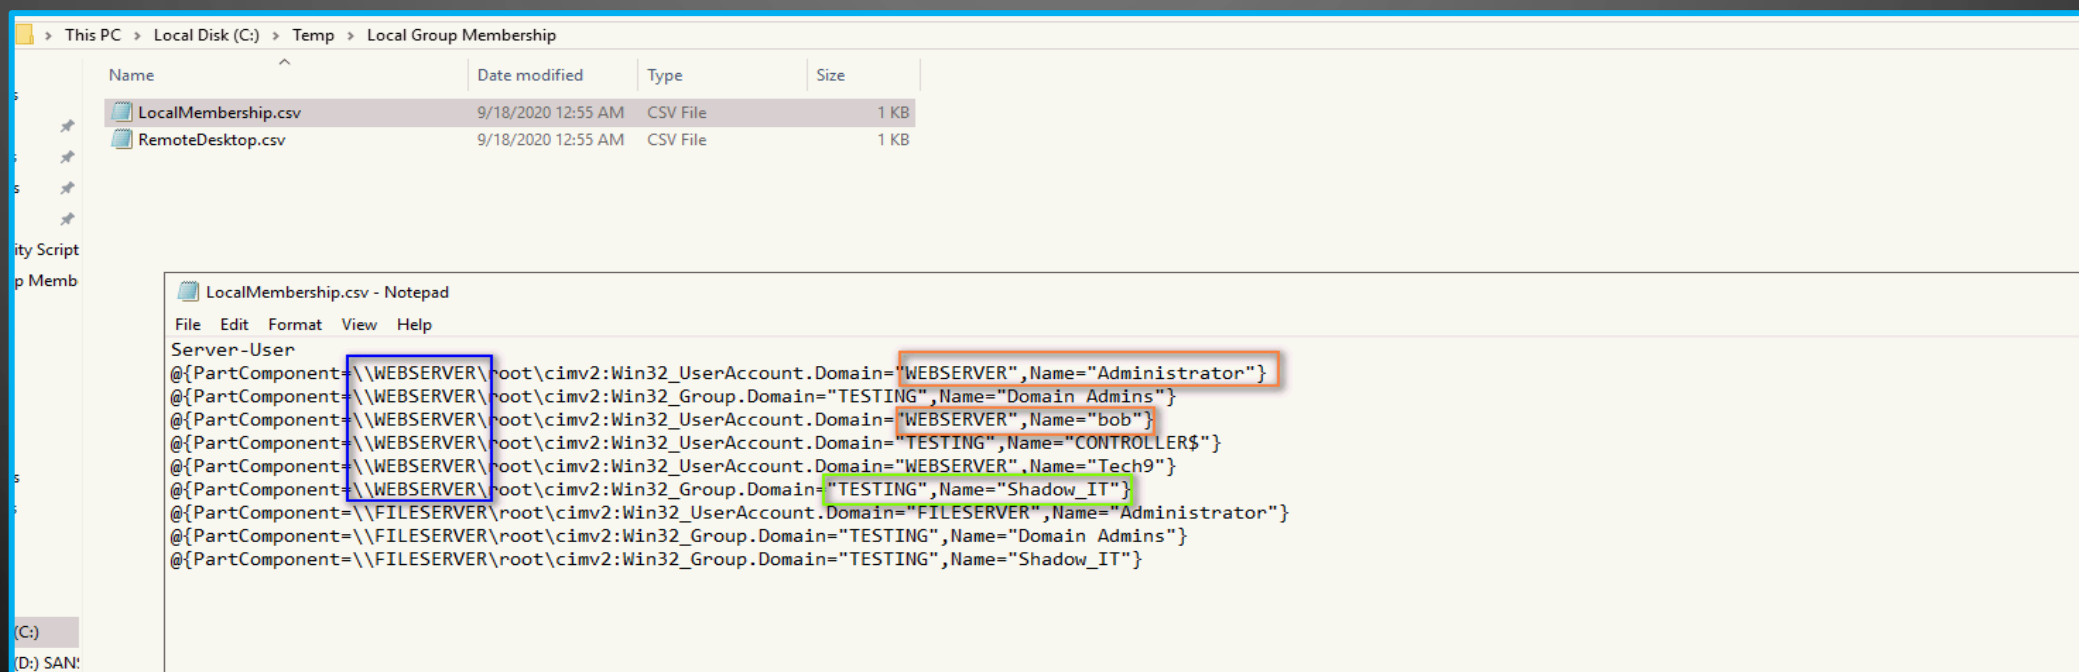 This PC > Local Disk (C:) > Temp > Local Group Membership
Name Date modified Type Size
LocalMembership.csv 9/18/2020 12:55 AM CSV File 1 KB
RemoteDesktop.csv 9/18/2020 12:55 AM CSV File 1 KB
ity Script
p Memb
LocalMembership.csv - Notepad
File Edit Format View Help
Server-User
@{PartComponent=\\WEBSERVER\root\cimv2:Win32_UserAccount.Domain="WEBSERVER",Name="Administrator"}
@{PartComponent=\\WEBSERVER\root\cimv2:Win32_Group.Domain="TESTING",Name="Domain Admins"}
@{PartComponent=\\WEBSERVER\root\cimv2:Win32_UserAccount.Domain="WEBSERVER",Name="bob"}
@{PartComponent=\\WEBSERVER\root\cimv2:Win32_UserAccount.Domain="TESTING",Name="CONTROLLER$"}
@{PartComponent=\\WEBSERVER\root\cimv2:Win32_UserAccount.Domain="WEBSERVER",Name="Tech9"}
@{PartComponent=\\WEBSERVER\root\cimv2:Win32_Group.Domain="TESTING",Name="Shadow_IT"}
@{PartComponent=\\FILESERVER\root\cimv2:Win32_UserAccount.Domain="FILESERVER",Name="Administrator"}
@{PartComponent=\\FILESERVER\root\cimv2:Win32_Group.Domain="TESTING",Name="Domain Admins"}
@{PartComponent=\\FILESERVER\root\cimv2:Win32_Group.Domain="TESTING",Name="Shadow_IT"}
(C:)
(D:) SANS